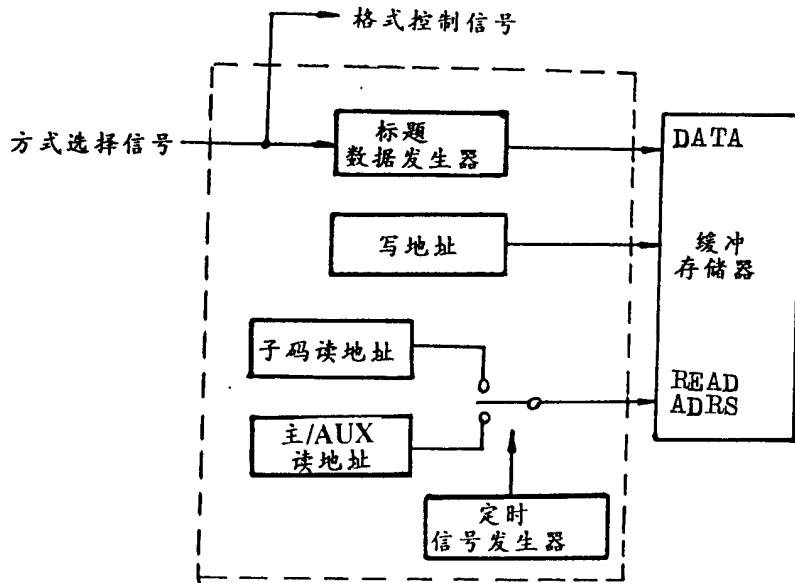 格式控制信号
方式选择信号
标题
数据发生器
DATA
写地址
缓冲
存储器
子码读地址
READ
ADRS
主/AUX
读地址
定时
信号发生器